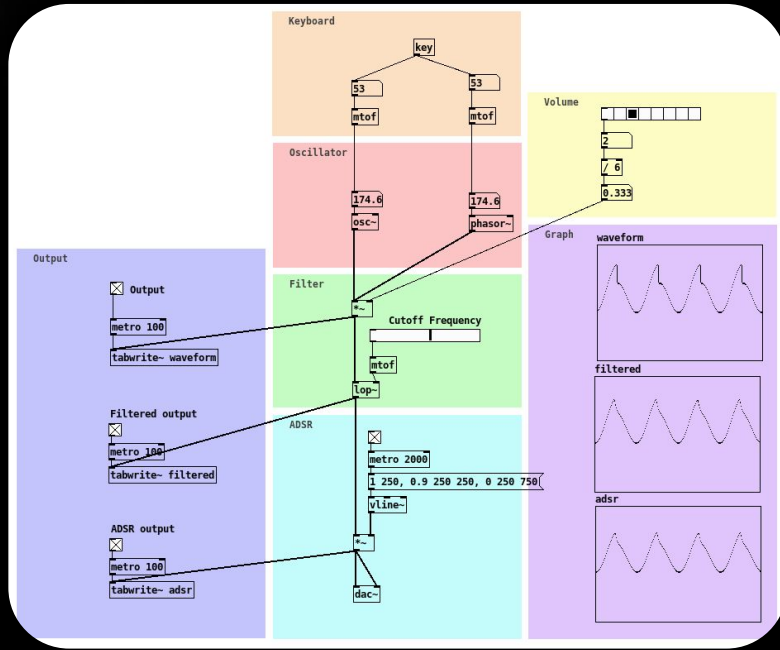 Keyboard
key
53
53
mtof
mtof
Oscillator
174.6
174.6
osc~
phasor~
Volume
2
/ 6
0.333
Output
Output
metro 100
tabwrite~ waveform
Filtered output
metro 100
tabwrite~ filtered
ADSR output
metro 100
tabwrite~ adsr
Filter
*~
Cutoff Frequency
mtof
lop~
ADSR
metro 2000
1 250, 0.9 250 250, 0 250 750
vline~
*~
dac~
Graph
waveform
filtered
adsr